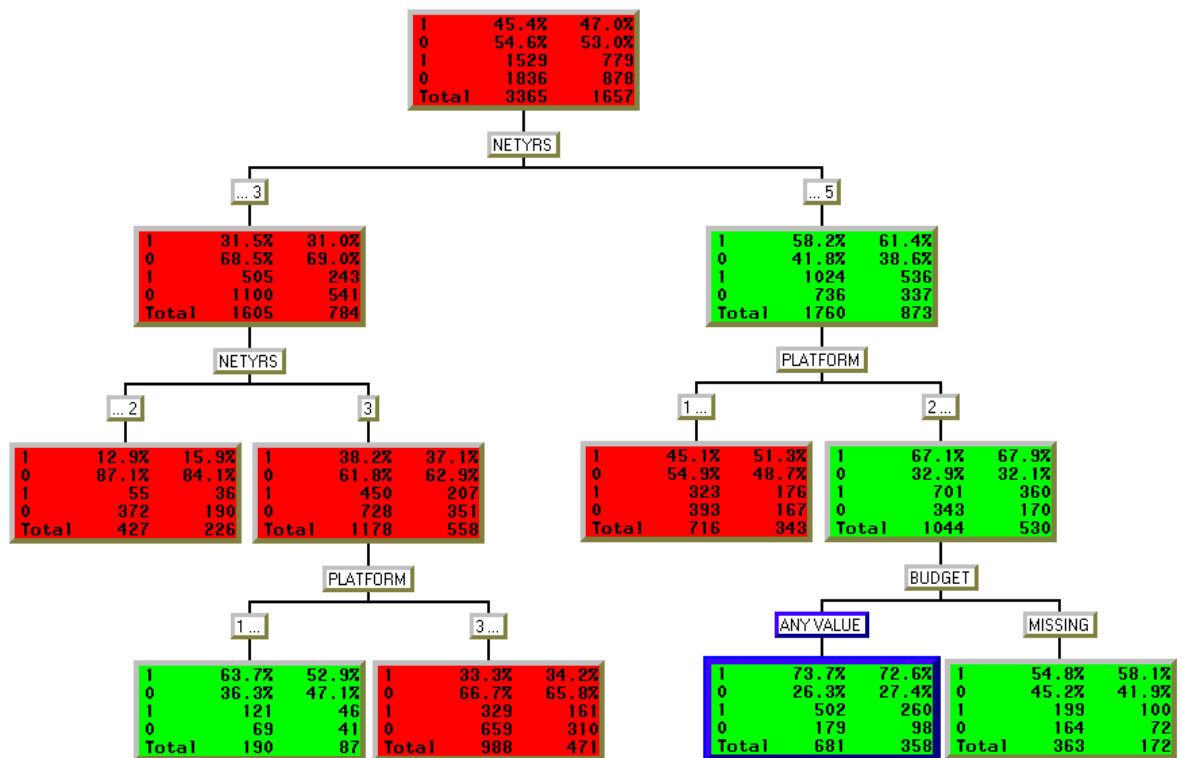 1 45.4% 47.0%
0 54.6% 53.0%
1 1529 779
0 1836 878
Total 3365 1657
NETYRS
... 3
... 5
1 31.5% 31.0%
0 68.5% 69.0%
1 505 243
0 1100 541
Total 1605 784
1 58.2% 61.4%
0 41.8% 38.6%
1 1024 536
0 736 337
Total 1760 873
NETYRS
PLATFORM
... 2
3
1 ...
2 ...
1 12.9% 15.9%
0 87.1% 84.1%
1 55 36
0 372 190
Total 427 226
1 38.2% 37.1%
0 61.8% 62.9%
1 450 207
0 728 351
Total 1178 558
1 45.1% 51.3%
0 54.9% 48.7%
1 323 176
0 393 167
Total 716 343
1 67.1% 67.9%
0 32.9% 32.1%
1 701 360
0 343 170
Total 1044 530
PLATFORM
BUDGET
1 ...
3 ...
ANY VALUE
MISSING
1 63.7% 52.9%
0 36.3% 47.1%
1 121 46
0 69 41
Total 190 87
1 33.3% 34.2%
0 66.7% 65.8%
1 329 161
0 659 310
Total 988 471
1 73.7% 72.6%
0 26.3% 27.4%
1 502 260
0 179 98
Total 681 358
1 54.8% 58.1%
0 45.2% 41.9%
1 199 100
0 164 72
Total 363 172